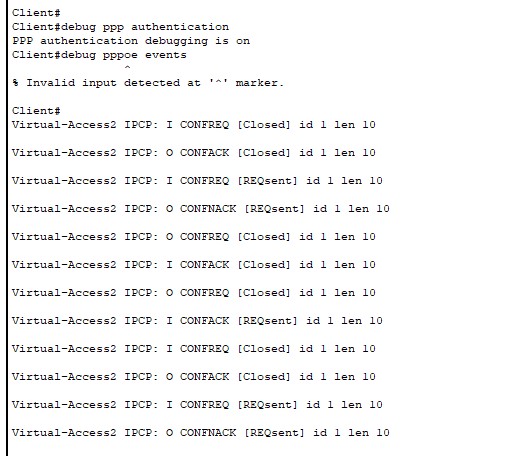 Client#
Client#debug ppp authentication
PPP authentication debugging is on
Client#debug pppoe events
^
% Invalid input detected at '^' marker.
Client#
Virtual-Access2 IPCP: I CONFREQ [Closed] id 1 len 10
Virtual-Access2 IPCP: O CONFACK [Closed] id 1 len 10
Virtual-Access2 IPCP: I CONFREQ [REQsent] id 1 len 10
Virtual-Access2 IPCP: O CONFNACK [REQsent] id 1 len 10
Virtual-Access2 IPCP: O CONFREQ [Closed] id 1 len 10
Virtual-Access2 IPCP: I CONFACK [Closed] id 1 len 10
Virtual-Access2 IPCP: O CONFREQ [Closed] id 1 len 10
Virtual-Access2 IPCP: I CONFACK [REQsent] id 1 len 10
Virtual-Access2 IPCP: I CONFREQ [Closed] id 1 len 10
Virtual-Access2 IPCP: O CONFACK [Closed] id 1 len 10
Virtual-Access2 IPCP: I CONFREQ [REQsent] id 1 len 10
Virtual-Access2 IPCP: O CONFNACK [REQsent] id 1 len 10